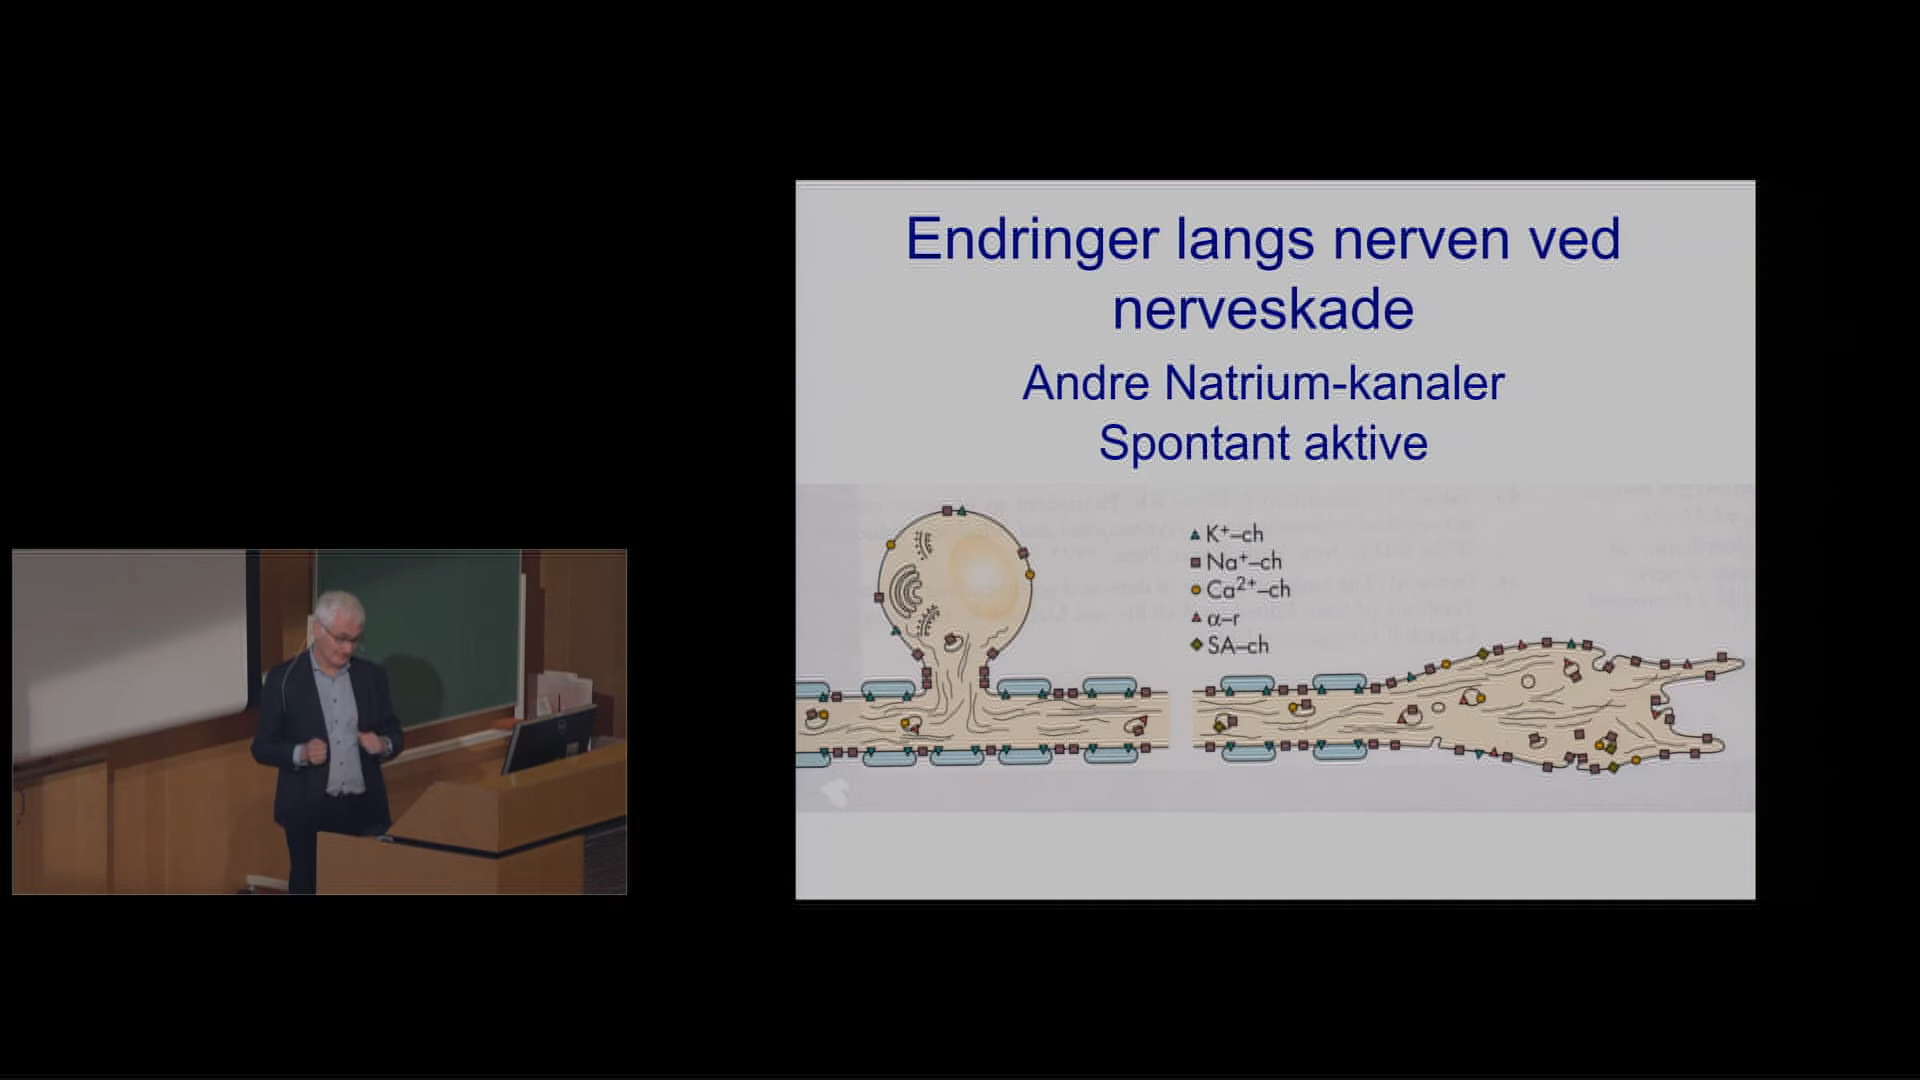 Endringer langs nerven ved
nerveskade
Andre Natrium-kanaler
Spontant aktive
K⁺–ch
Na⁺–ch
Ca²⁺–ch
α–r
SA–ch